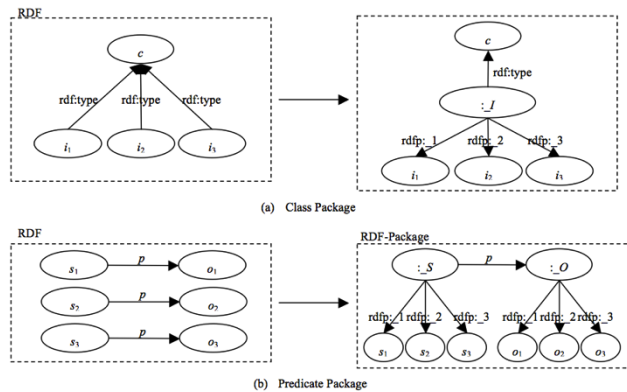 RDF
c
rdf:type rdf:type rdf:type
i1 i2 i3
c
rdf:type
:_I
rdfp:_1 rdfp:_2 rdfp:_3
i1 i2 i3
(a) Class Package
RDF
s1 p o1
s2 p o2
s3 p o3
RDF-Package
:_S p :_O
rdfp:_1 rdfp:_2 rdfp:_3 rdfp:_1 rdfp:_2 rdfp:_3
s1 s2 s3 o1 o2 o3
(b) Predicate Package